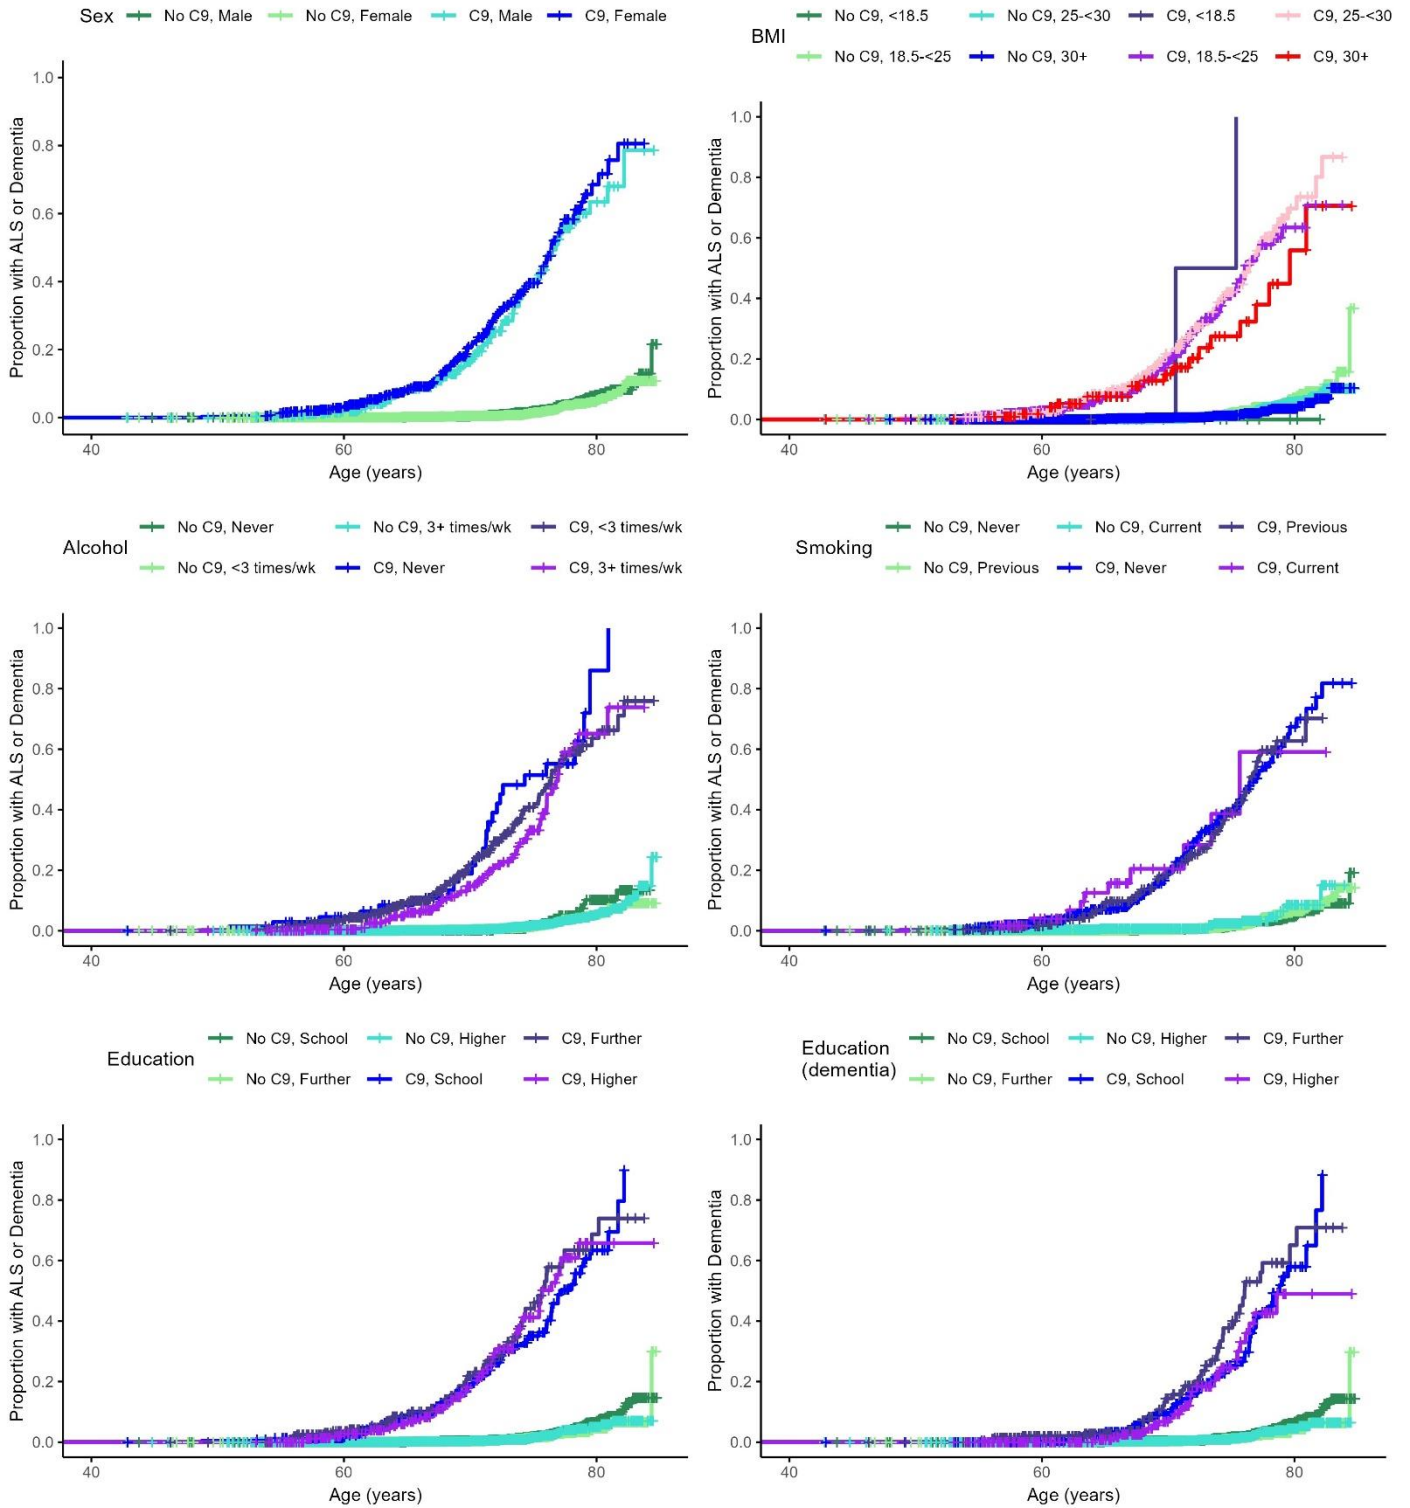 Sex No C9, Male No C9, Female C9, Male C9, Female
Proportion with ALS or Dementia
1.0
0.8
0.6
0.4
0.2
0.0
40 60 80
Age (years)
BMI
No C9, <18.5 No C9, 25-<30 C9, <18.5 C9, 25-<30
No C9, 18.5-<25 No C9, 30+ C9, 18.5-<25 C9, 30+
Proportion with ALS or Dementia
1.0
0.8
0.6
0.4
0.2
0.0
40 60 80
Age (years)
Alcohol
No C9, Never No C9, 3+ times/wk C9, <3 times/wk
No C9, <3 times/wk C9, Never C9, 3+ times/wk
Proportion with ALS or Dementia
1.0
0.8
0.6
0.4
0.2
0.0
40 60 80
Age (years)
Smoking
No C9, Never No C9, Current C9, Previous
No C9, Previous C9, Never C9, Current
Proportion with ALS or Dementia
1.0
0.8
0.6
0.4
0.2
0.0
40 60 80
Age (years)
Education
No C9, School No C9, Higher C9, Further
No C9, Further C9, School C9, Higher
Proportion with ALS or Dementia
1.0
0.8
0.6
0.4
0.2
0.0
40 60 80
Age (years)
Education
(dementia)
No C9, School No C9, Higher C9, Further
No C9, Further C9, School C9, Higher
Proportion with Dementia
1.0
0.8
0.6
0.4
0.2
0.0
40 60 80
Age (years)